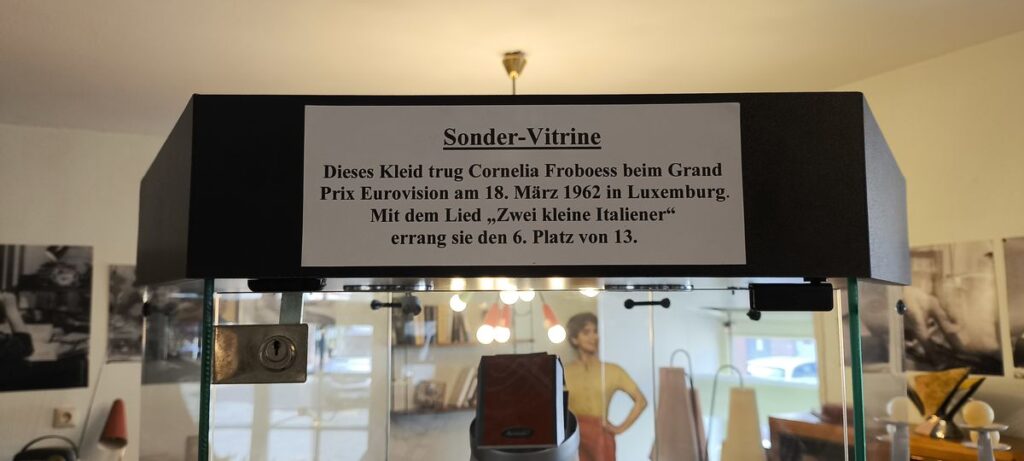 Sonder-Vitrine
Dieses Kleid trug Cornelia Froboess beim Grand
Prix Eurovision am 18. März 1962 in Luxemburg.
Mit dem Lied „Zwei kleine Italiener“
errang sie den 6. Platz von 13.